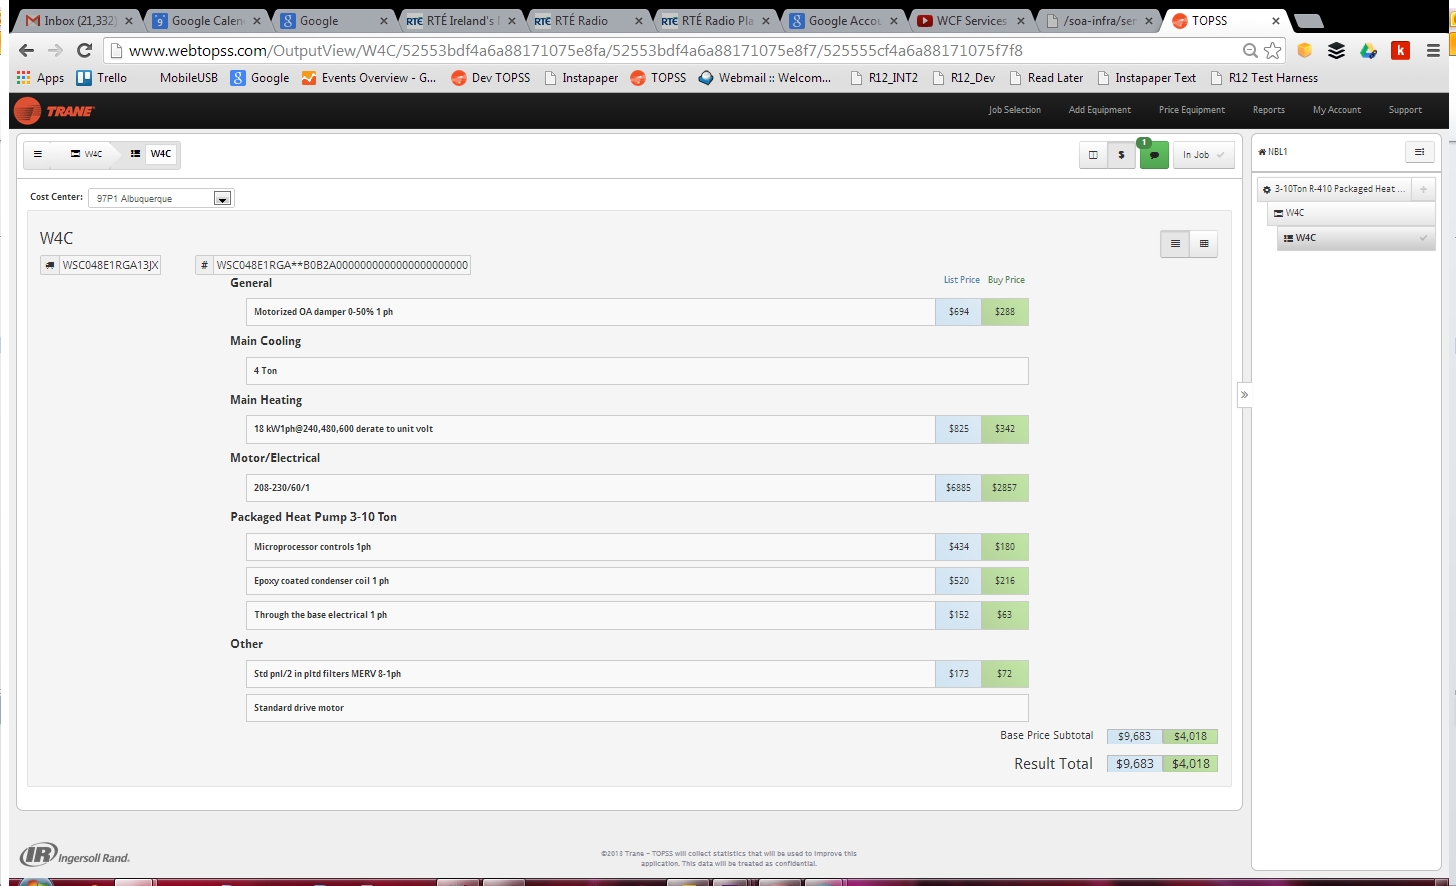 Inbox (21,332)
Google Calen
Google
RTÉ Ireland's
RTÉ Radio
RTÉ Radio Pla
Google Accou
WCF Services
/soa-infra/ser
TOPSS
www.webtopss.com/OutputView/W4C/52553bdf4a6a88171075e8fa/52553bdf4a6a88171075e8f7/525555cf4a6a88171075f7f8
Apps
Trello
MobileUSB
Google
Events Overview - G...
Dev TOPSS
Instapaper
TOPSS
Webmail :: Welcom...
R12_INT2
R12_Dev
Read Later
Instapaper Text
R12 Test Harness
TRANE
Job Selection
Add Equipment
Price Equipment
Reports
My Account
Support
W4C
W4C
$
1
In Job
NBL1
Cost Center:
97P1 Albuquerque
3-10Ton R-410 Packaged Heat ...
W4C
W4C
W4C
WSC048E1RGA13JX
# WSC048E1RGA**B0B2A0000000000000000000000
General
List Price
Buy Price
Motorized OA damper 0-50% 1 ph
$694
$288
Main Cooling
4 Ton
Main Heating
18 kW1ph@240,480,600 derate to unit volt
$825
$342
Motor/Electrical
208-230/60/1
$6885
$2857
Packaged Heat Pump 3-10 Ton
Microprocessor controls 1ph
$434
$180
Epoxy coated condenser coil 1 ph
$520
$216
Through the base electrical 1 ph
$152
$63
Other
Std pnl/2 in pltd filters MERV 8-1ph
$173
$72
Standard drive motor
Base Price Subtotal
$9,683
$4,018
Result Total
$9,683
$4,018
IR Ingersoll Rand.
©2013 Trane – TOPSS will collect statistics that will be used to improve this
application. This data will be treated as confidential.